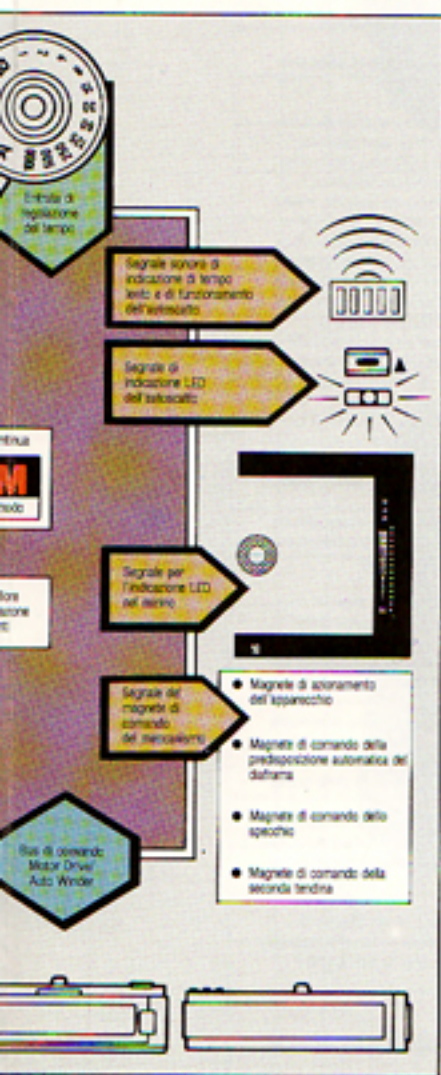 Entrata di
regolazione
del tempo
Segnale sonoro di
indicazione di tempo
lento e di funzionamento
dell'autoscatto
Segnale di
indicazione LED
dell'autoscatto
M
Segnale per
l'indicazione LED
nel mirino
Segnale del
magnete di
comando
del meccanismo
● Magnete di azionamento
dell'apparecchio
● Magnete di comando della
predisposizione automatica del
diaframma
● Magnete di comando dello
specchio
● Magnete di comando della
seconda tendina
Bus di comando
Motor Drive/
Auto Winder